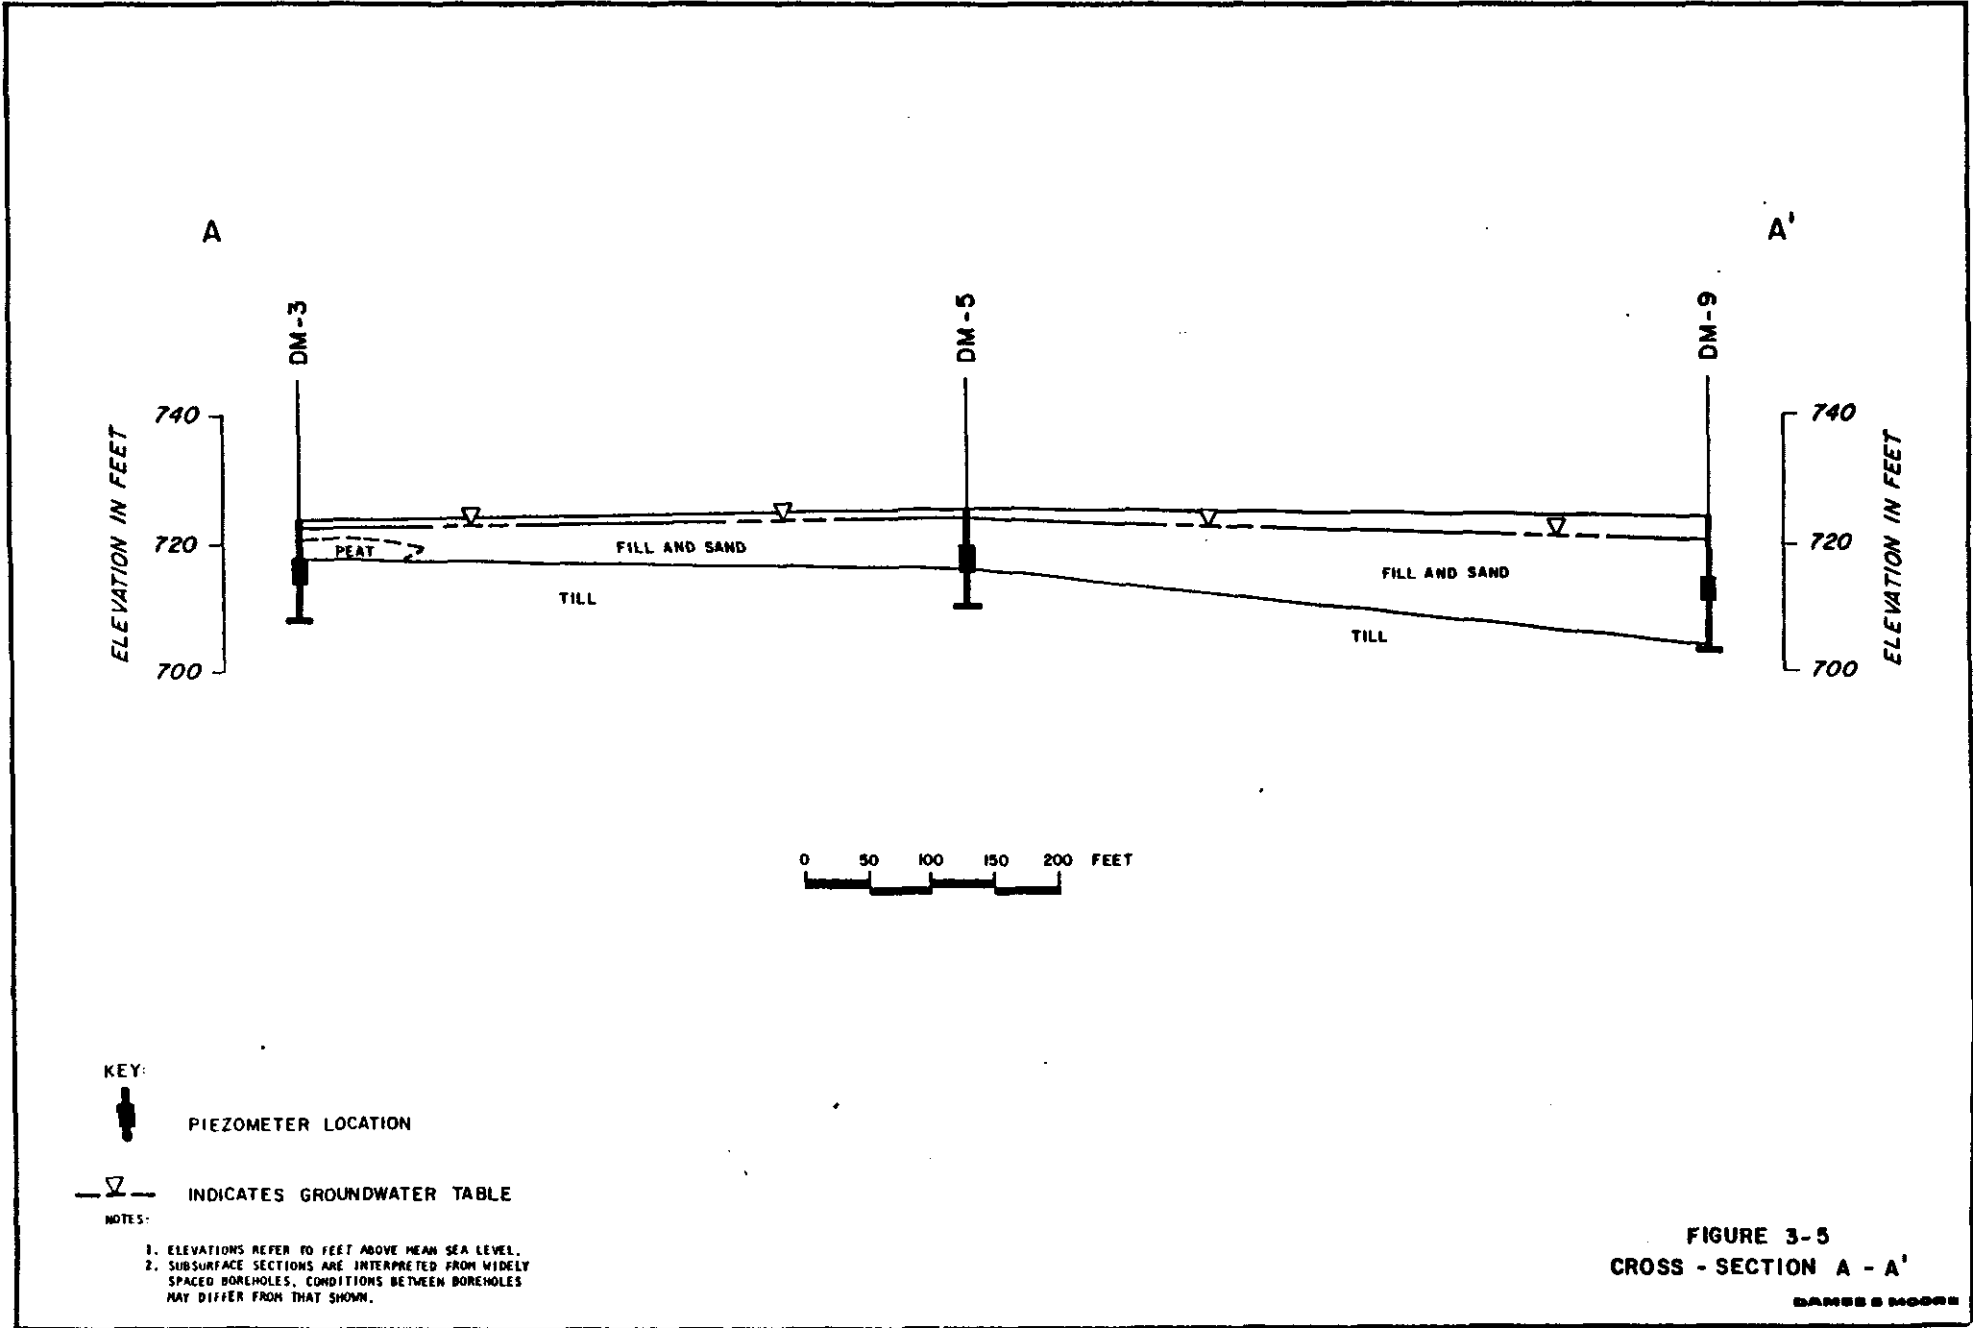 A
A'
DM-3
DM-5
DM-9
740
720
700
ELEVATION IN FEET
740
720
700
ELEVATION IN FEET
PEAT
FILL AND SAND
FILL AND SAND
TILL
TILL
0 50 100 150 200 FEET
KEY:
PIEZOMETER LOCATION
INDICATES GROUNDWATER TABLE
NOTES:
1. ELEVATIONS REFER TO FEET ABOVE MEAN SEA LEVEL.
2. SUBSURFACE SECTIONS ARE INTERPRETED FROM WIDELY
SPACED BOREHOLES, CONDITIONS BETWEEN BOREHOLES
MAY DIFFER FROM THAT SHOWN.
FIGURE 3-5
CROSS - SECTION A - A'
DAMES & MOORE